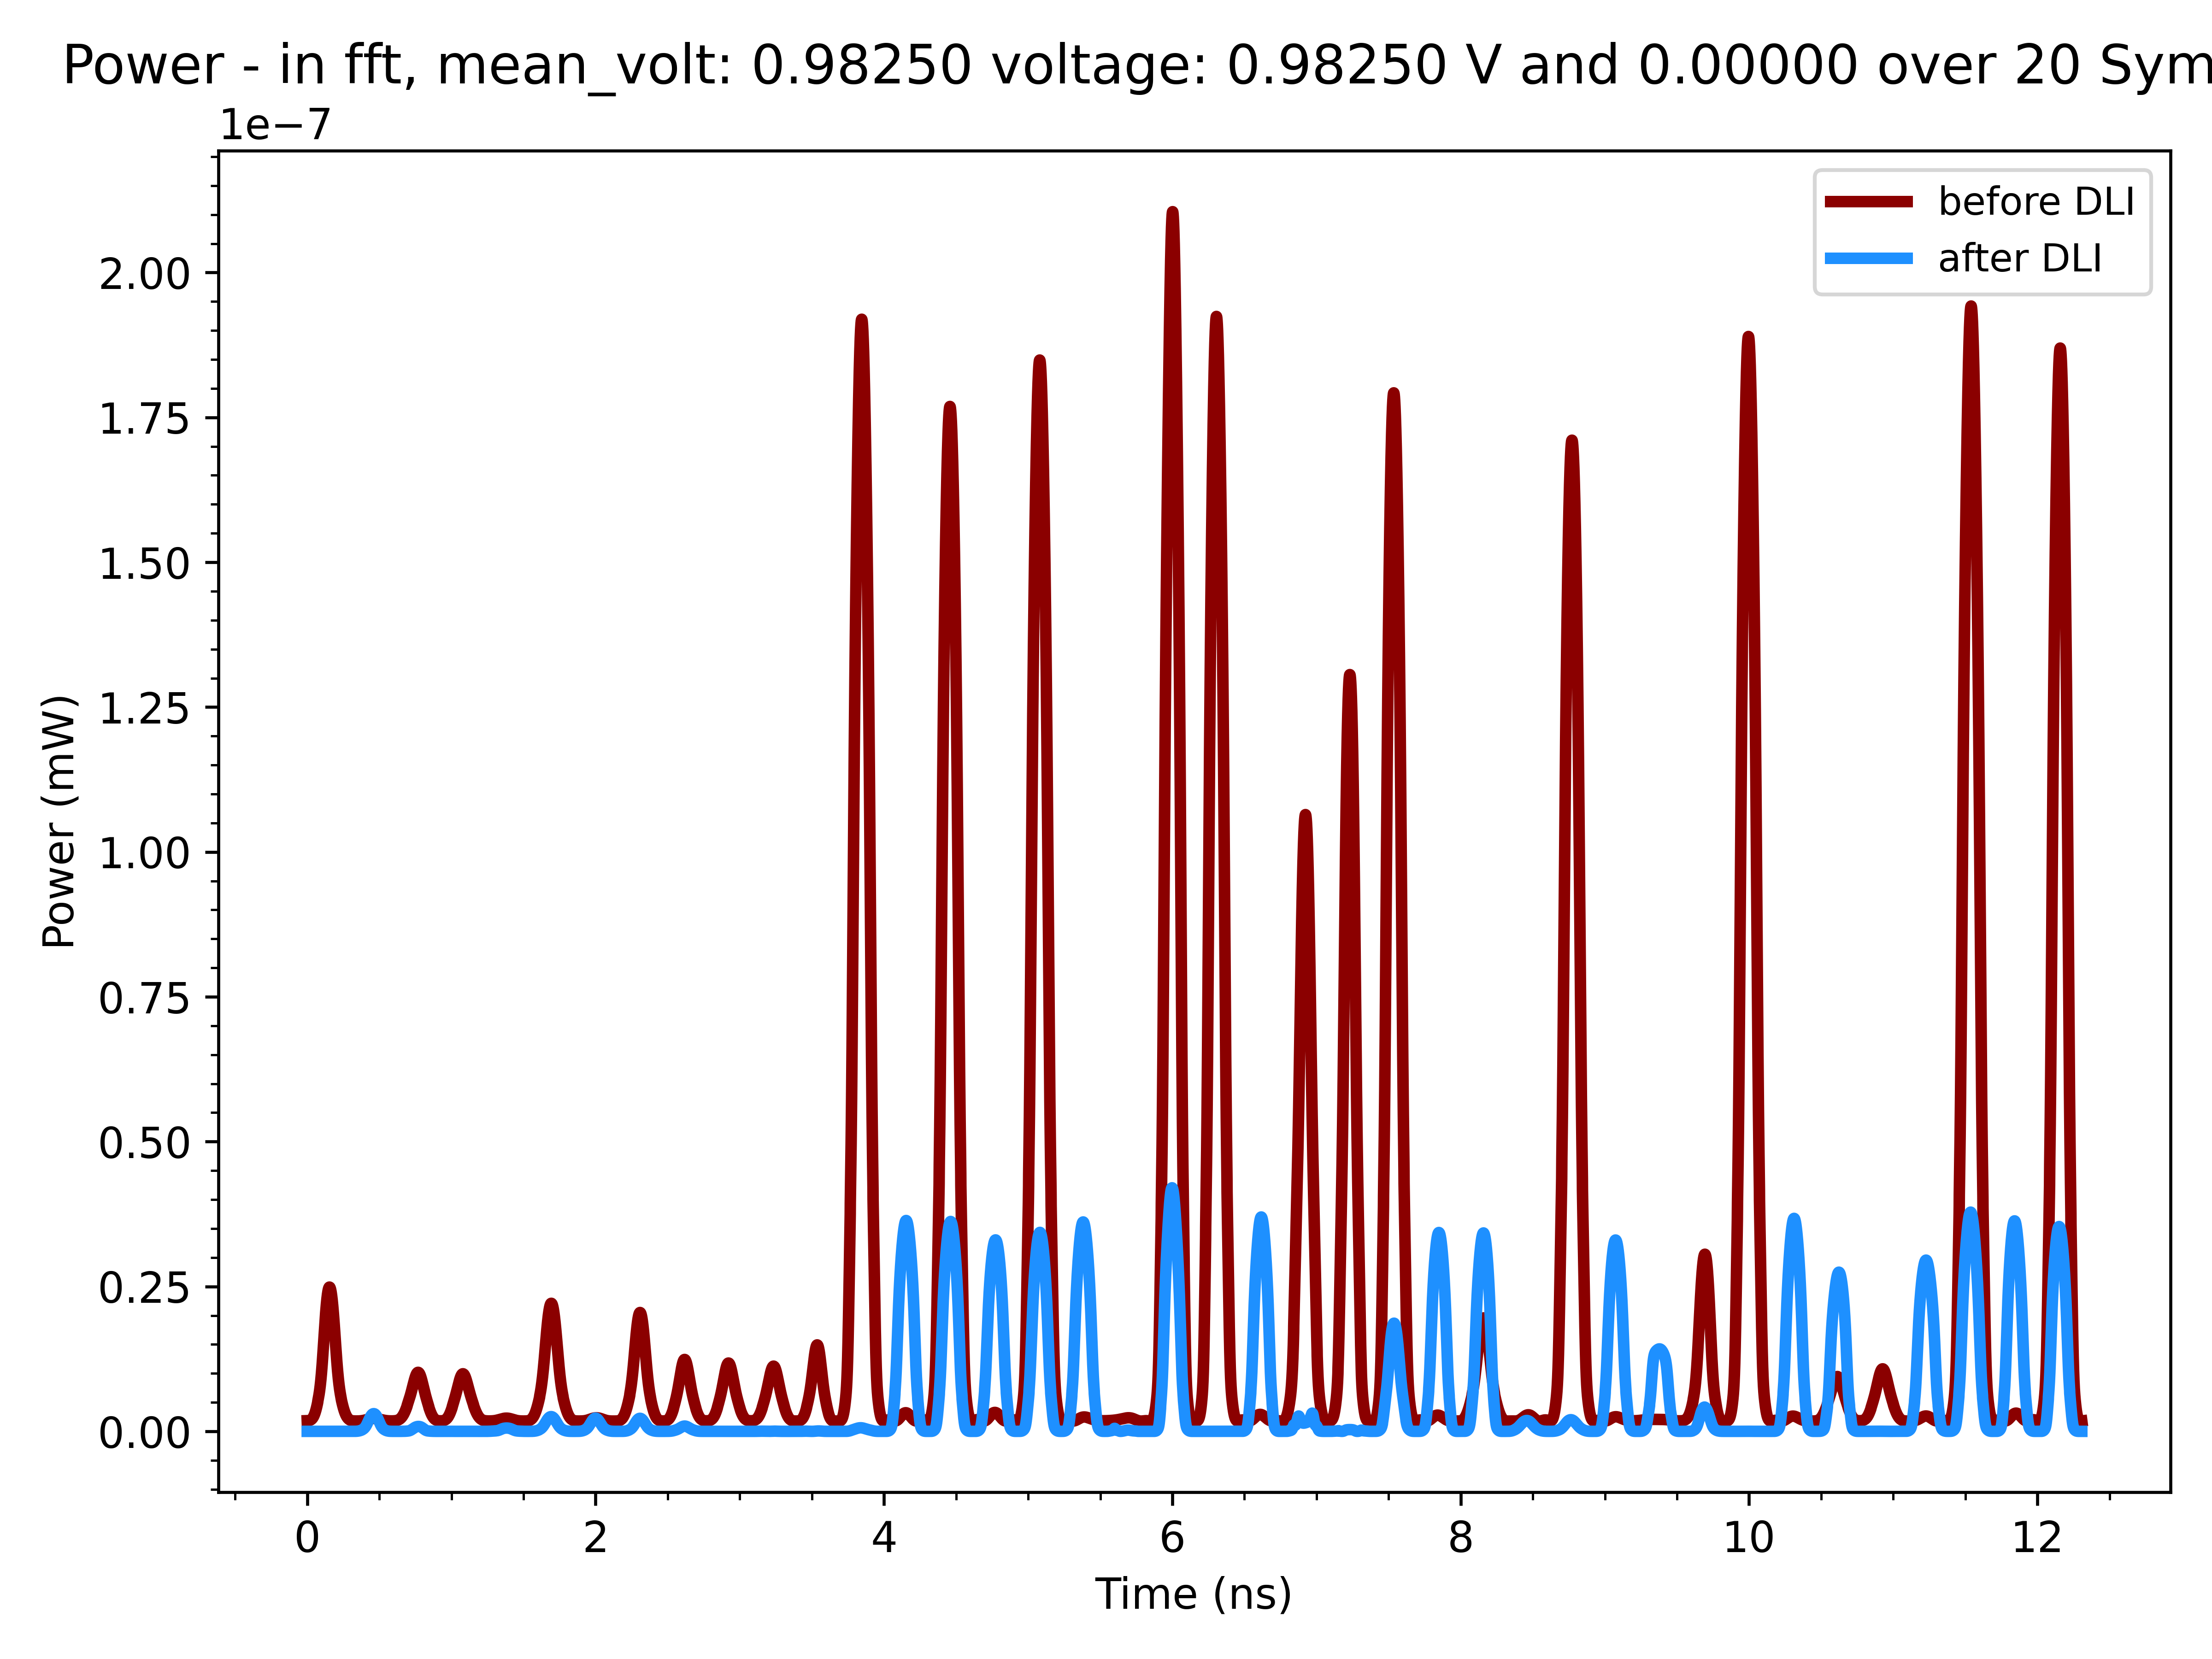 Power - in fft, mean_volt: 0.98250 voltage: 0.98250 V and 0.00000 over 20 Sym
1e−7
before DLI
after DLI
2.00
1.75
1.50
1.25
1.00
0.75
0.50
0.25
0.00
Power (mW)
0 2 4 6 8 10 12
Time (ns)